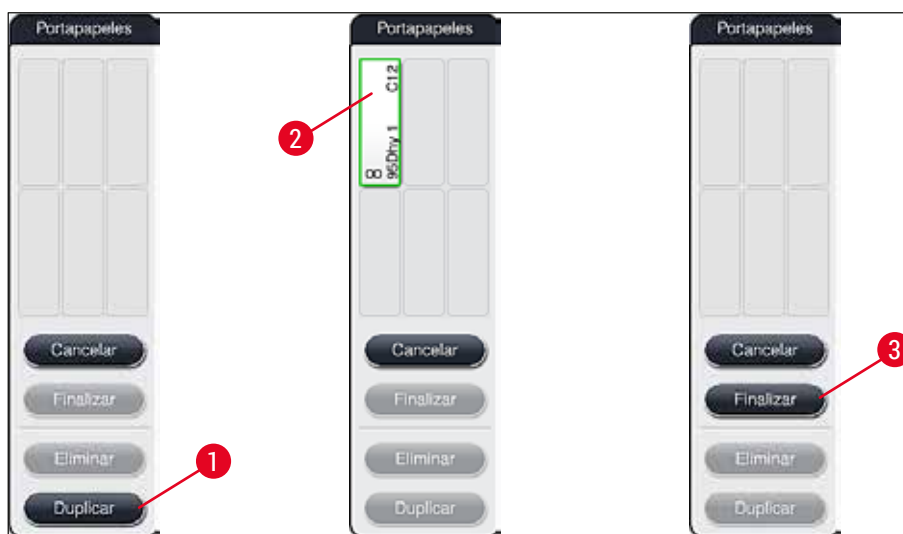 Portapapeles
Cancelar
Finalizar
Eliminar
Duplicar
1
Portapapeles
C12
95Dhy 1
8
2
Cancelar
Finalizar
Eliminar
Duplicar
Portapapeles
Cancelar
Finalizar
3
Eliminar
Duplicar